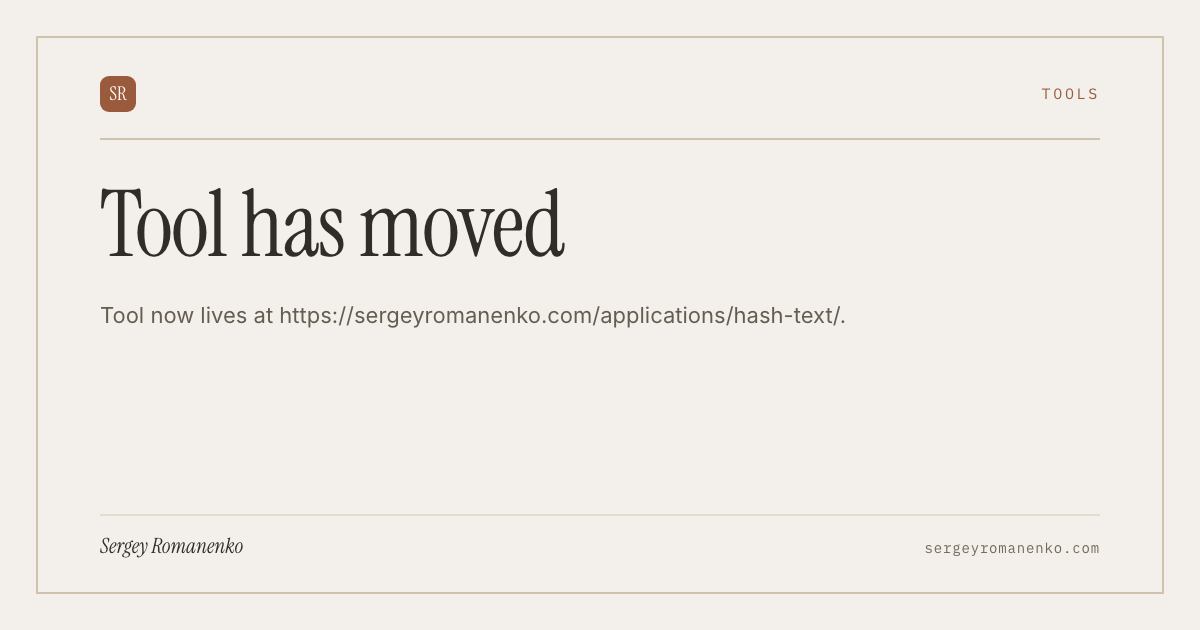 SR
TOOLS
Tool has moved
Tool now lives at https://sergeyromanenko.com/applications/hash-text/.
Sergey Romanenko
sergeyromanenko.com